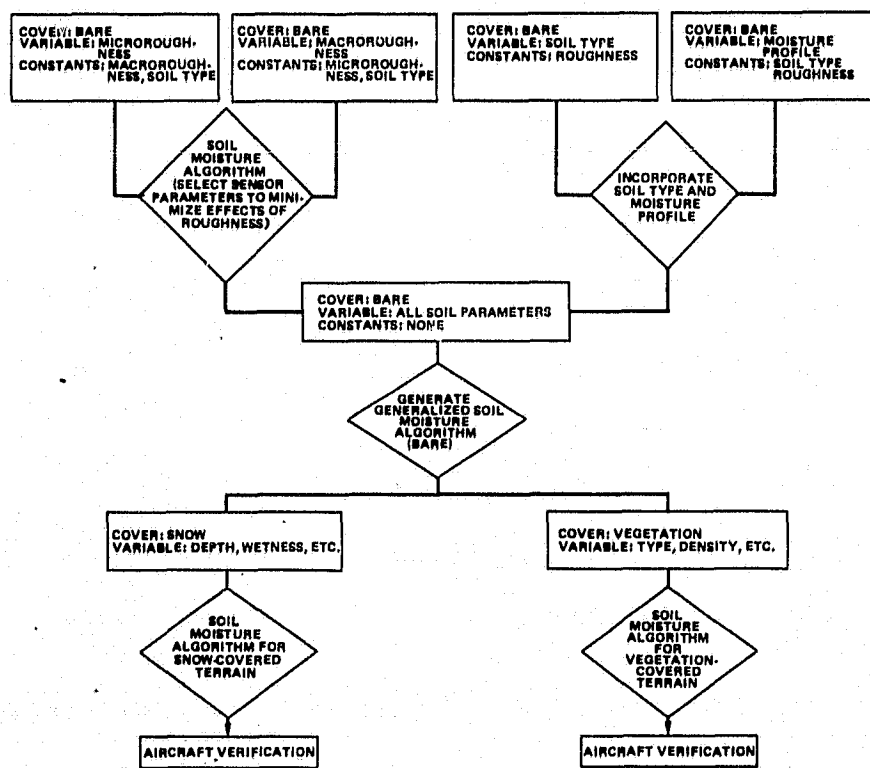 COVER: BARE
VARIABLE: MICROROUGH-
NESS
CONSTANTS: MACROROUGH-
NESS, SOIL TYPE
COVER: BARE
VARIABLE: MACROROUGH-
NESS
CONSTANTS: MICROROUGH-
NESS, SOIL TYPE
COVER: BARE
VARIABLE: SOIL TYPE
CONSTANTS: ROUGHNESS
COVER: BARE
VARIABLE: MOISTURE
PROFILE
CONSTANTS: SOIL TYPE
ROUGHNESS
SOIL
MOISTURE
ALGORITHM
(SELECT SENSOR
PARAMETERS TO MINI-
MIZE EFFECTS OF
ROUGHNESS)
INCORPORATE
SOIL TYPE AND
MOISTURE
PROFILE
COVER: BARE
VARIABLE: ALL SOIL PARAMETERS
CONSTANTS: NONE
GENERATE
GENERALIZED SOIL
MOISTURE
ALGORITHM
(BARE)
COVER: SNOW
VARIABLE: DEPTH, WETNESS, ETC.
COVER: VEGETATION
VARIABLE: TYPE, DENSITY, ETC.
SOIL
MOISTURE
ALGORITHM FOR
SNOW-COVERED
TERRAIN
SOIL
MOISTURE
ALGORITHM
FOR
VEGETATION-
COVERED
TERRAIN
AIRCRAFT VERIFICATION
AIRCRAFT VERIFICATION